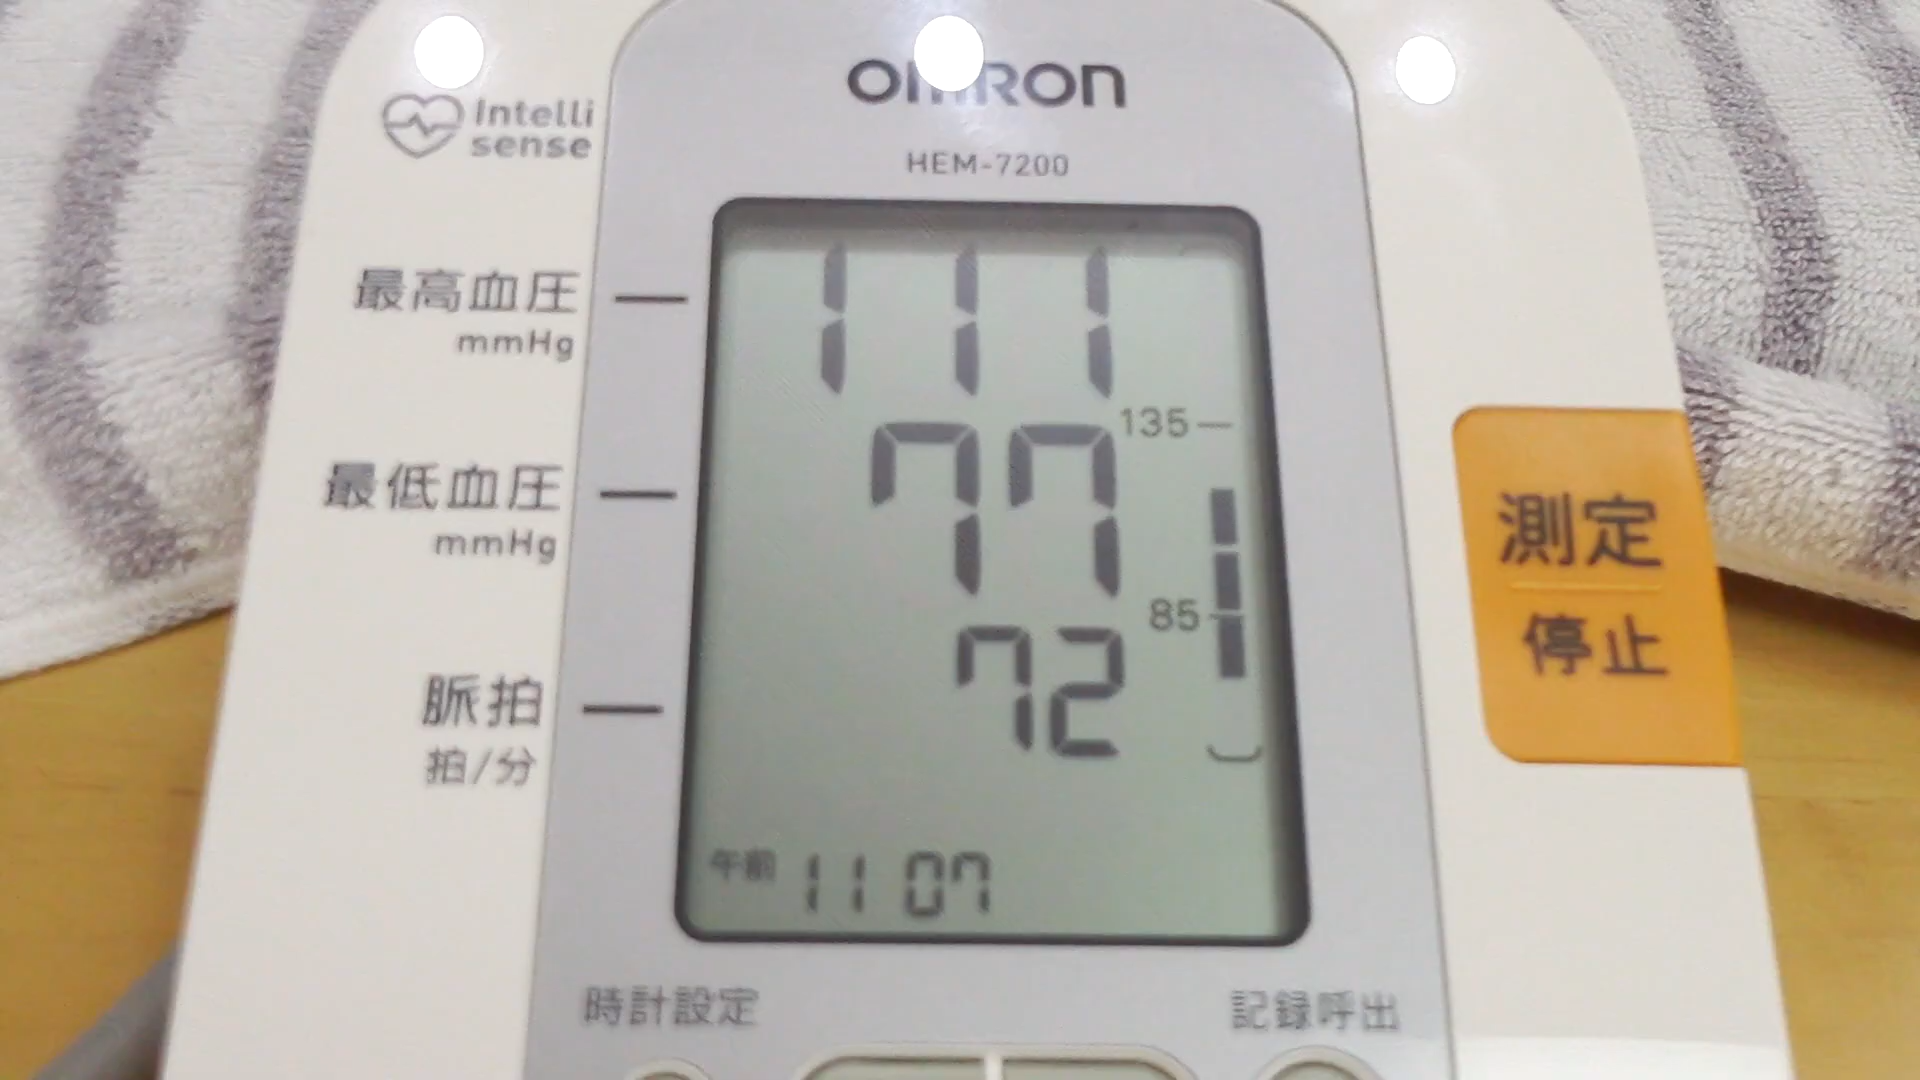 Intelli
sense
OMRON
HEM-7200
最高血圧
mmHg
111
最低血圧
mmHg
77
135
85
脈拍
拍/分
72
午前 11 07
測定
停止
時計設定
記録呼出